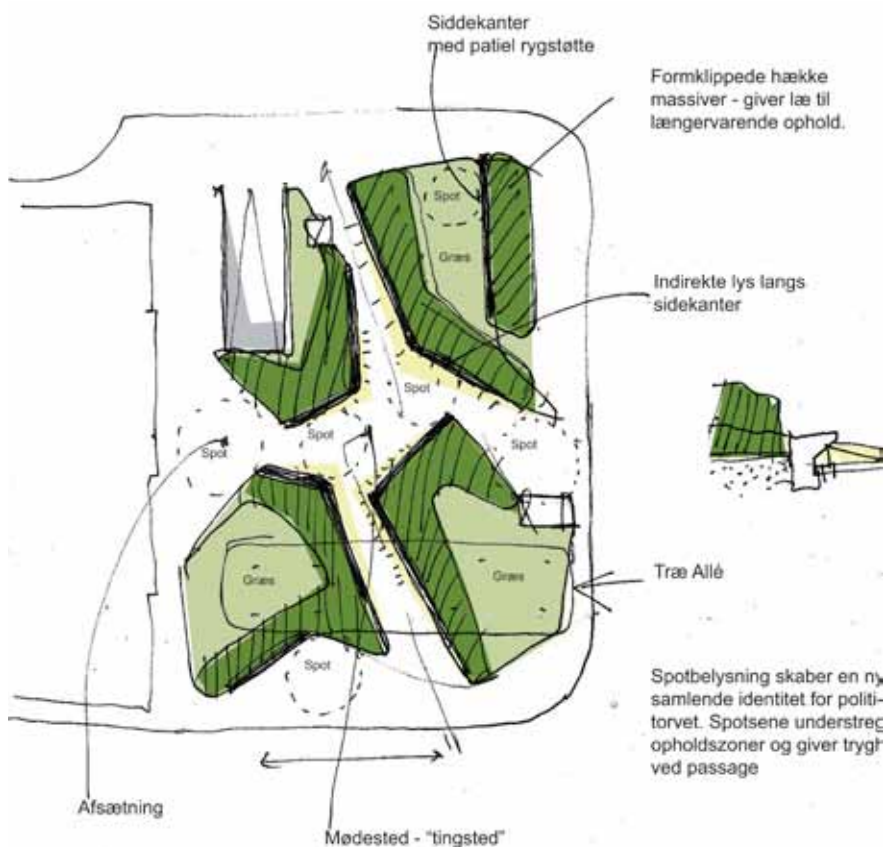 Siddekanter
med patiel rygstøtte
Formklippede hække
massiver - giver læ til
længervarende ophold.
Spot
Græs
Indirekte lys langs
sidekanter
Spot
Spot
Spot
Spot
Græs
Græs
Træ Allé
Spot
Spotbelysning skaber en ny
samlende identitet for politi-
torvet. Spotsene understreg
opholdszoner og giver trygh
ved passage
Afsætning
Mødested - “tingsted”